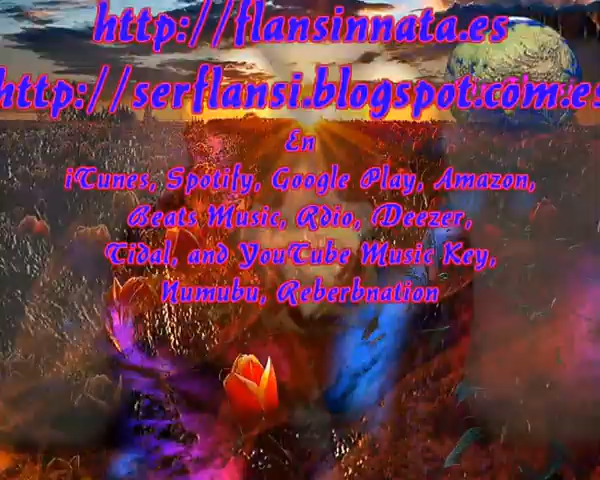 http://flansinnata.es
http://serflansi.blogspot.com.es
En
iTunes, Spotify, Google Play, Amazon,
Beats Music, Rdio, Deezer,
Tidal, and YouTube Music Key,
Numubu, Reberbnation